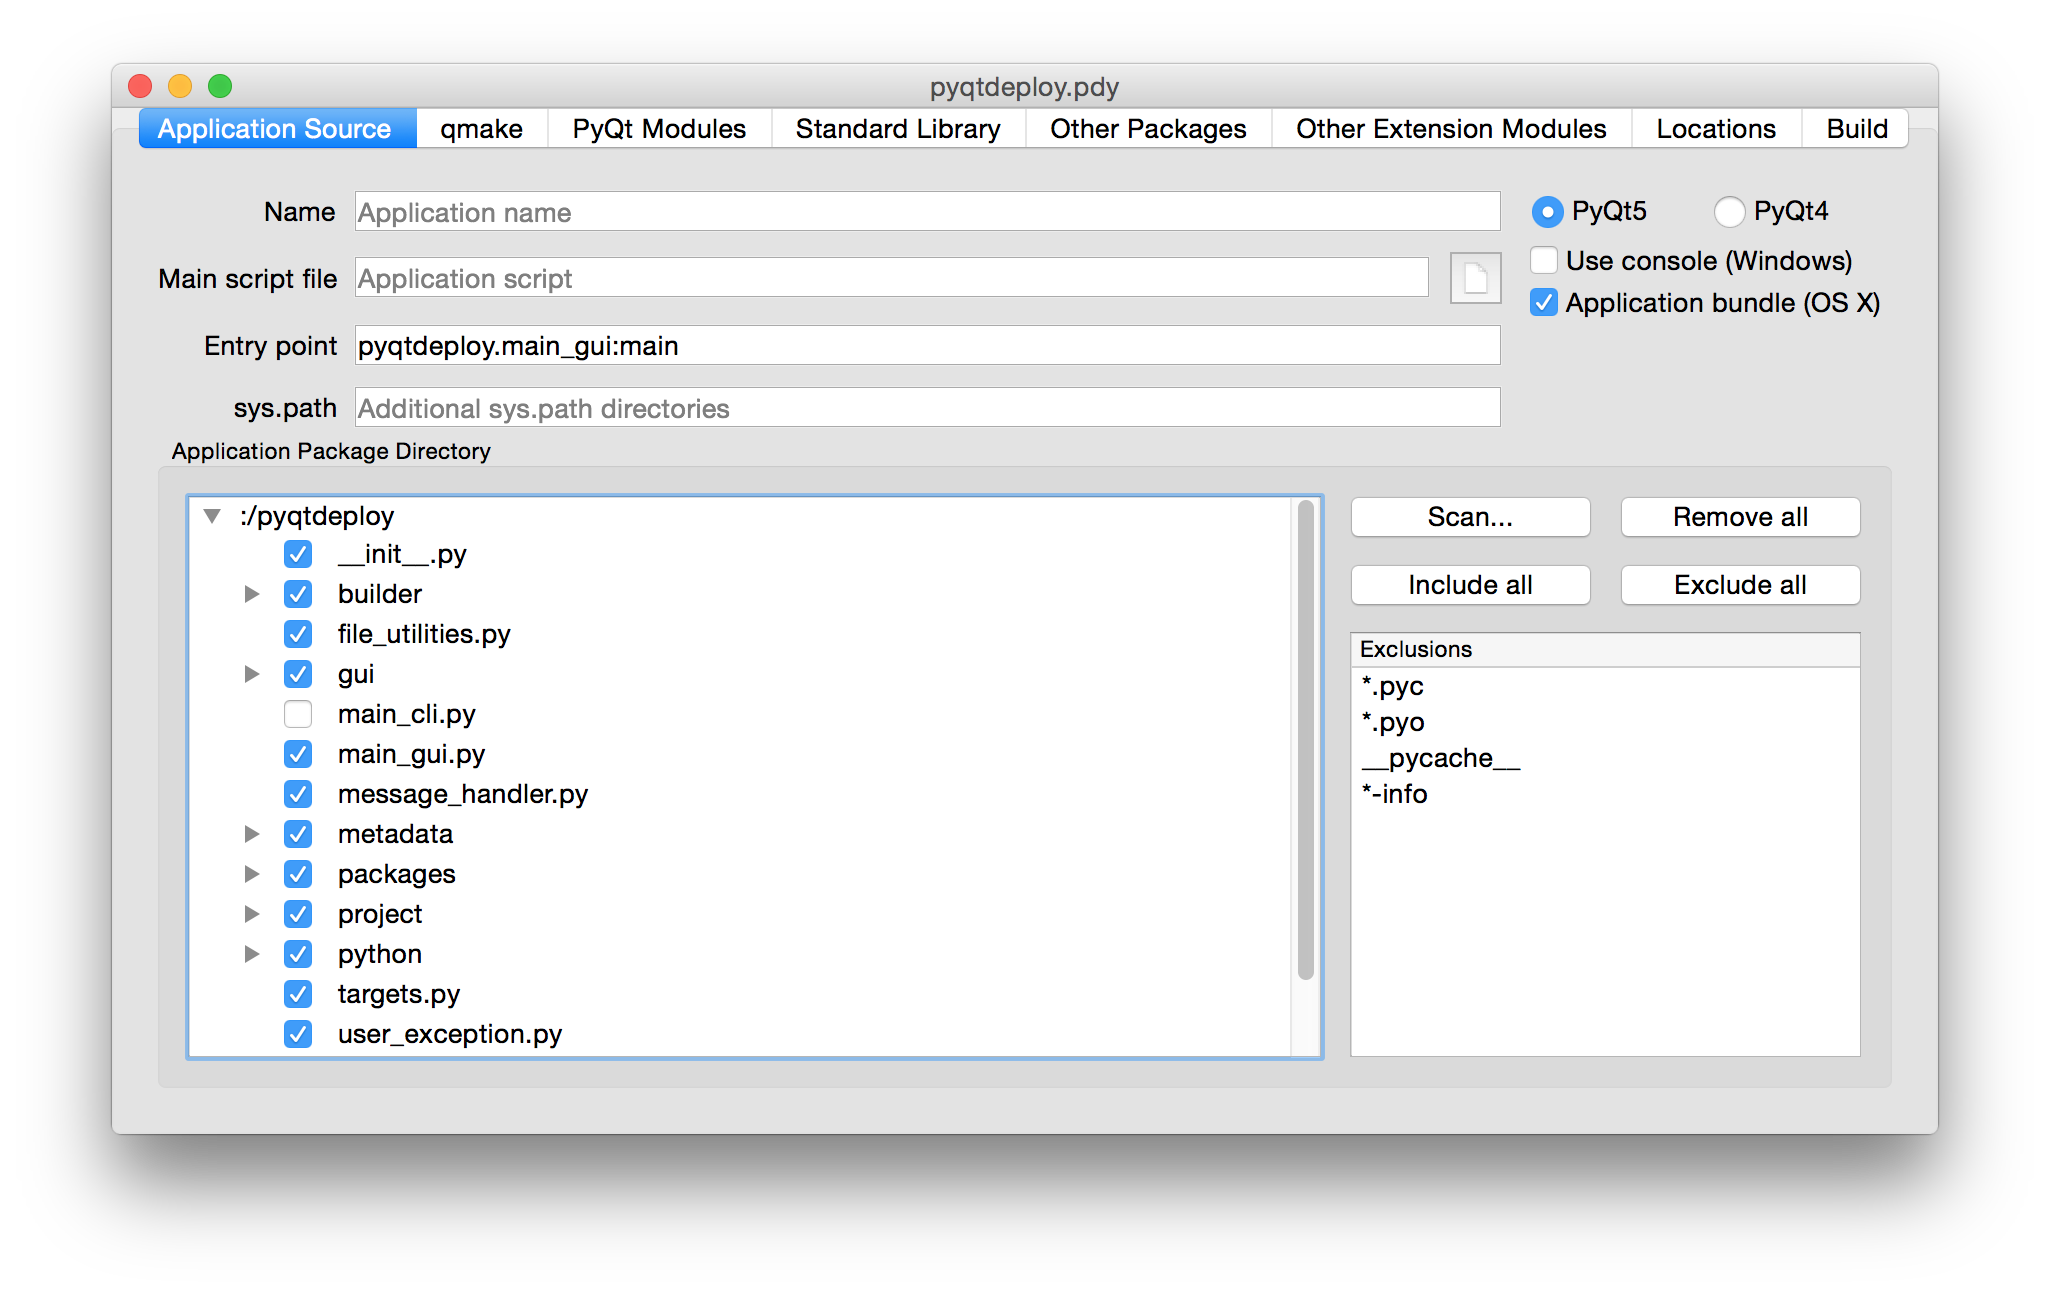 pyqtdeploy.pdy
Application Source qmake PyQt Modules Standard Library Other Packages Other Extension Modules Locations Build
Name Application name PyQt5 PyQt4
Use console (Windows)
Main script file Application script
Application bundle (OS X)
Entry point pyqtdeploy.main_gui:main
sys.path Additional sys.path directories
Application Package Directory
:/pyqtdeploy
__init__.py
builder
file_utilities.py
gui
main_cli.py
main_gui.py
message_handler.py
metadata
packages
project
python
targets.py
user_exception.py
Scan... Remove all
Include all Exclude all
Exclusions
*.pyc
*.pyo
__pycache__
*-info